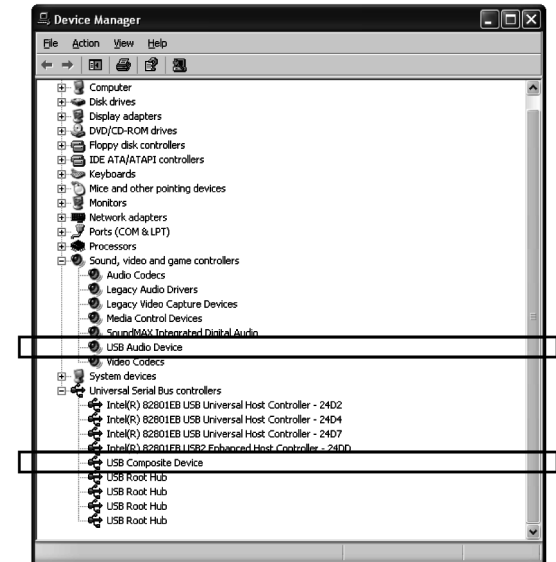 Device Manager
File Action View Help
Computer
Disk drives
Display adapters
DVD/CD-ROM drives
Floppy disk controllers
IDE ATA/ATAPI controllers
Keyboards
Mice and other pointing devices
Monitors
Network adapters
Ports (COM & LPT)
Processors
Sound, video and game controllers
Audio Codecs
Legacy Audio Drivers
Legacy Video Capture Devices
Media Control Devices
SoundMAX Integrated Digital Audio
USB Audio Device
Video Codecs
System devices
Universal Serial Bus controllers
Intel(R) 82801EB USB Universal Host Controller - 24D2
Intel(R) 82801EB USB Universal Host Controller - 24D4
Intel(R) 82801EB USB Universal Host Controller - 24D7
Intel(R) 82801EB USB2 Enhanced Host Controller - 24DD
USB Composite Device
USB Root Hub
USB Root Hub
USB Root Hub
USB Root Hub